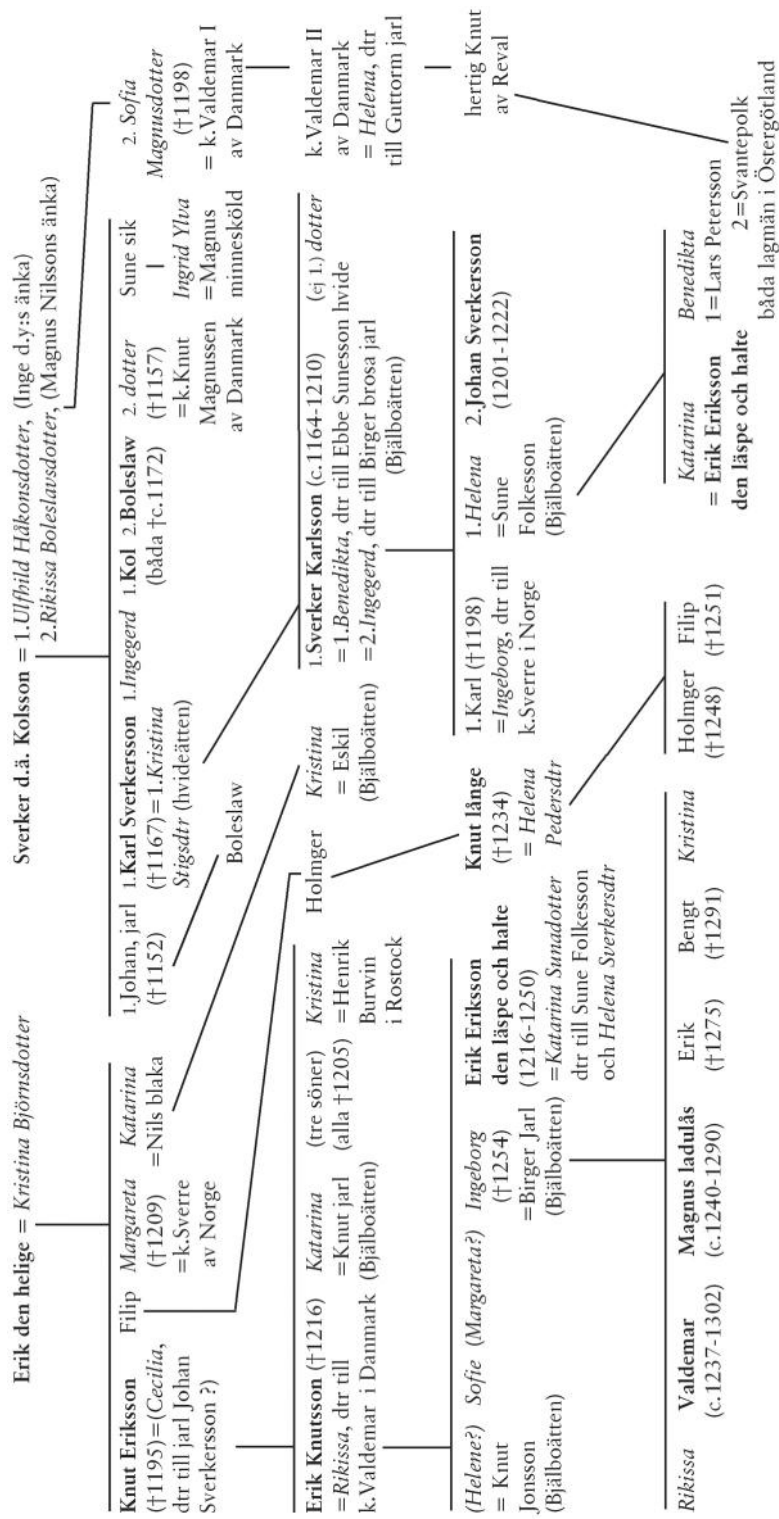 Erik den helige = Kristina Björnsdotter
Sverker d.ä. Kolsson = 1.Ulfhild Håkonsdotter, (Inge d.y:s änka)
2.Rikissa Boleslavsdotter, (Magnus Nilssons änka)
Knut Eriksson
(†1195)=(Cecilia,
dtr till jarl Johan
Sverkersson ?)
Filip
Margareta
(†1209)
=k.Sverre
av Norge
Katarina
=Nils blaka
1.Johan, jarl
(†1152)
1.Karl Sverkersson
(†1167)=1.Kristina
Stigsdtr (hvideätten)
1.Ingegerd
1.Kol 2.Boleslaw
(båda †c.1172)
2. dotter
(†1157)
=k.Knut
Magnussen
av Danmark
Sune sik
Ingrid Ylva
=Magnus
minnesköld
2. Sofia
Magnusdotter
(†1198)
= k.Valdemar I
av Danmark
Boleslaw
Erik Knutsson (†1216)
=Rikissa, dtr till
k.Valdemar i Danmark
Katarina
=Knut jarl
(Bjälboätten)
(tre söner)
(alla †1205)
Kristina
=Henrik
Burwin
i Rostock
Holmger
Kristina
= Eskil
(Bjälboätten)
1.Sverker Karlsson (c.1164-1210)
= 1.Benedikta, dtr till Ebbe Sunesson hvide
=2.Ingegerd, dtr till Birger brosa jarl
(Bjälboätten)
(ej 1.) dotter
k.Valdemar II
av Danmark
= Helena, dtr
till Guttorm jarl
(Helene?)
= Knut
Jonsson
(Bjälboätten)
Sofie
(Margareta?)
Ingeborg
(†1254)
=Birger Jarl
(Bjälboätten)
Erik Eriksson
den läspe och halte
(1216-1250)
=Katarina Sunadotter
dtr till Sune Folkesson
och Helena Sverkersdtr
Knut långe
(†1234)
= Helena
Pedersdtr
1.Karl (†1198)
=Ingeborg, dtr till
k.Sverre i Norge
1.Helena
=Sune
Folkesson
(Bjälboätten)
2.Johan Sverkersson
(1201-1222)
hertig Knut
av Reval
Rikissa
Valdemar
(c.1237-1302)
Magnus ladulås
(c.1240-1290)
Erik
(†1275)
Bengt
(†1291)
Kristina
Holmger
(†1248)
Filip
(†1251)
Katarina
= Erik Eriksson
den läspe och halte
Benedikta
1=Lars Petersson
2=Svantepolk
båda lagmän i Östergötland